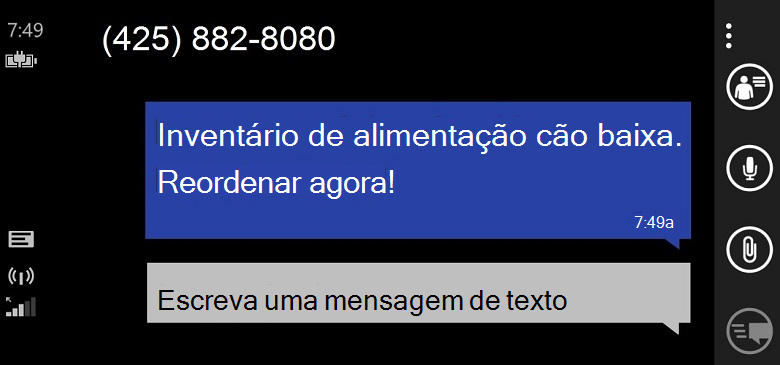 7:49
(425) 882-8080
Inventário de alimentação cão baixa.
Reordenar agora!
7:49a
Escreva uma mensagem de texto